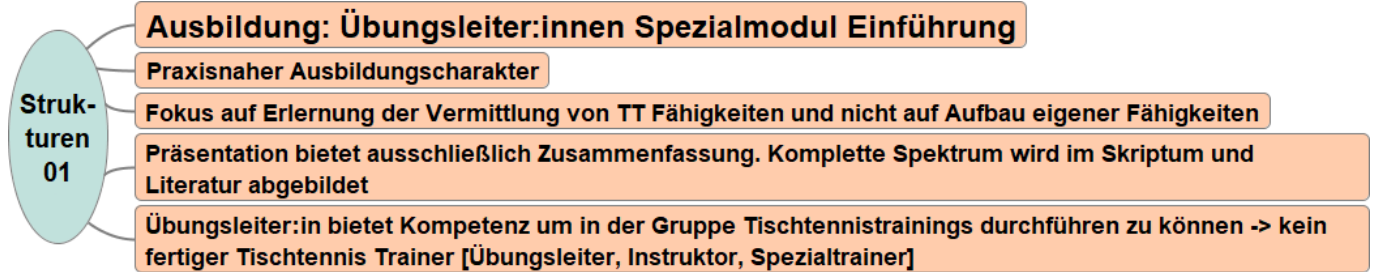 Ausbildung: Übungsleiter:innen Spezialmodul Einführung
Praxisnaher Ausbildungscharakter
Struk-
turen
01
Fokus auf Erlernung der Vermittlung von TT Fähigkeiten und nicht auf Aufbau eigener Fähigkeiten
Präsentation bietet ausschließlich Zusammenfassung. Komplette Spektrum wird im Skriptum und
Literatur abgebildet
Übungsleiter:in bietet Kompetenz um in der Gruppe Tischtennistrainings durchführen zu können -> kein
fertiger Tischtennis Trainer [Übungsleiter, Instruktor, Spezialtrainer]